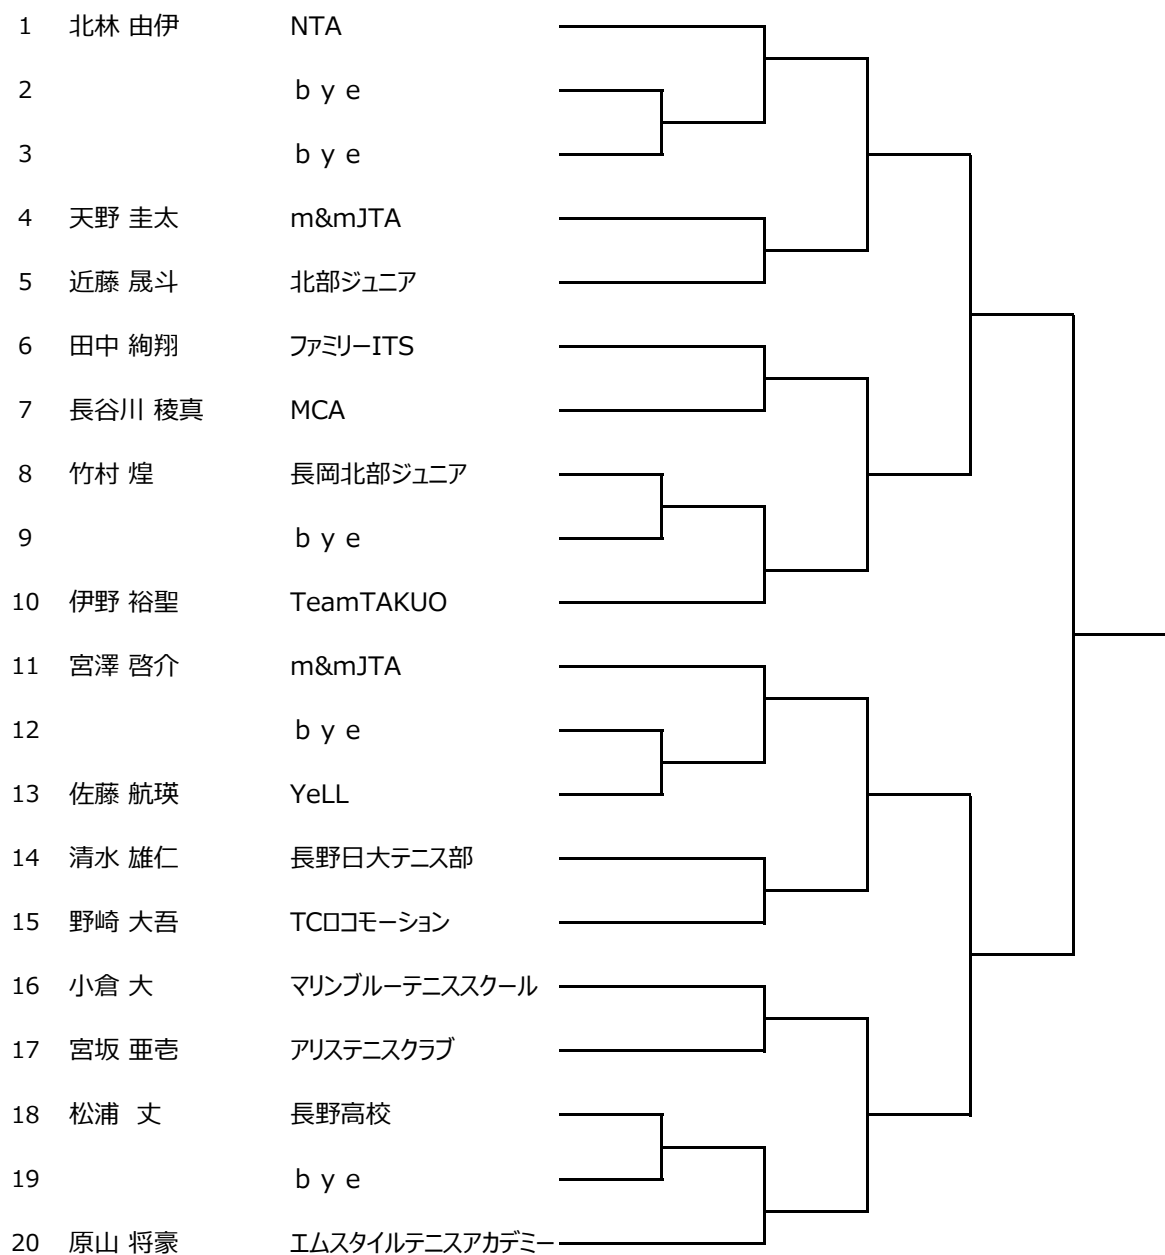 1 北林 由伊 NTA
2 ｂｙｅ
3 ｂｙｅ
4 天野 圭太 m&mJTA
5 近藤 晟斗 北部ジュニア
6 田中 絢翔 ファミリーITS
7 長谷川 稜真 MCA
8 竹村 煌 長岡北部ジュニア
9 ｂｙｅ
10 伊野 裕聖 TeamTAKUO
11 宮澤 啓介 m&mJTA
12 ｂｙｅ
13 佐藤 航瑛 YeLL
14 清水 雄仁 長野日大テニス部
15 野崎 大吾 TCロコモーション
16 小倉 大 マリンブルーテニススクール
17 宮坂 亜壱 アリステニスクラブ
18 松浦 丈 長野高校
19 ｂｙｅ
20 原山 将豪 エムスタイルテニスアカデミー